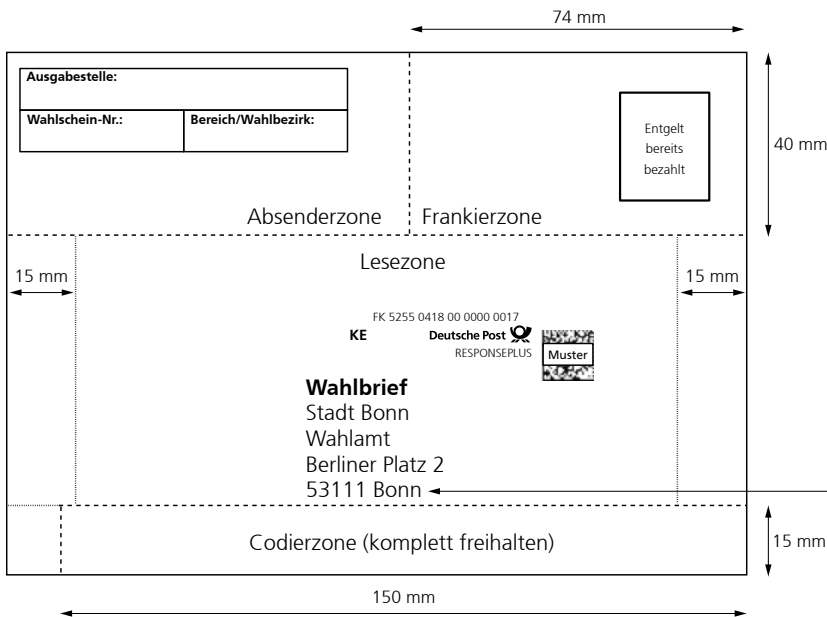 74 mm
Ausgabestelle:
Wahlschein-Nr.:
Bereich/Wahlbezirk:
Entgelt
bereits
bezahlt
40 mm
Absenderzone
Frankierzone
Lesezone
15 mm
15 mm
FK 5255 0418 00 0000 0017
KE
Deutsche Post
RESPONSEPLUS
Muster
Wahlbrief
Stadt Bonn
Wahlamt
Berliner Platz 2
53111 Bonn
Codierzone (komplett freihalten)
15 mm
150 mm